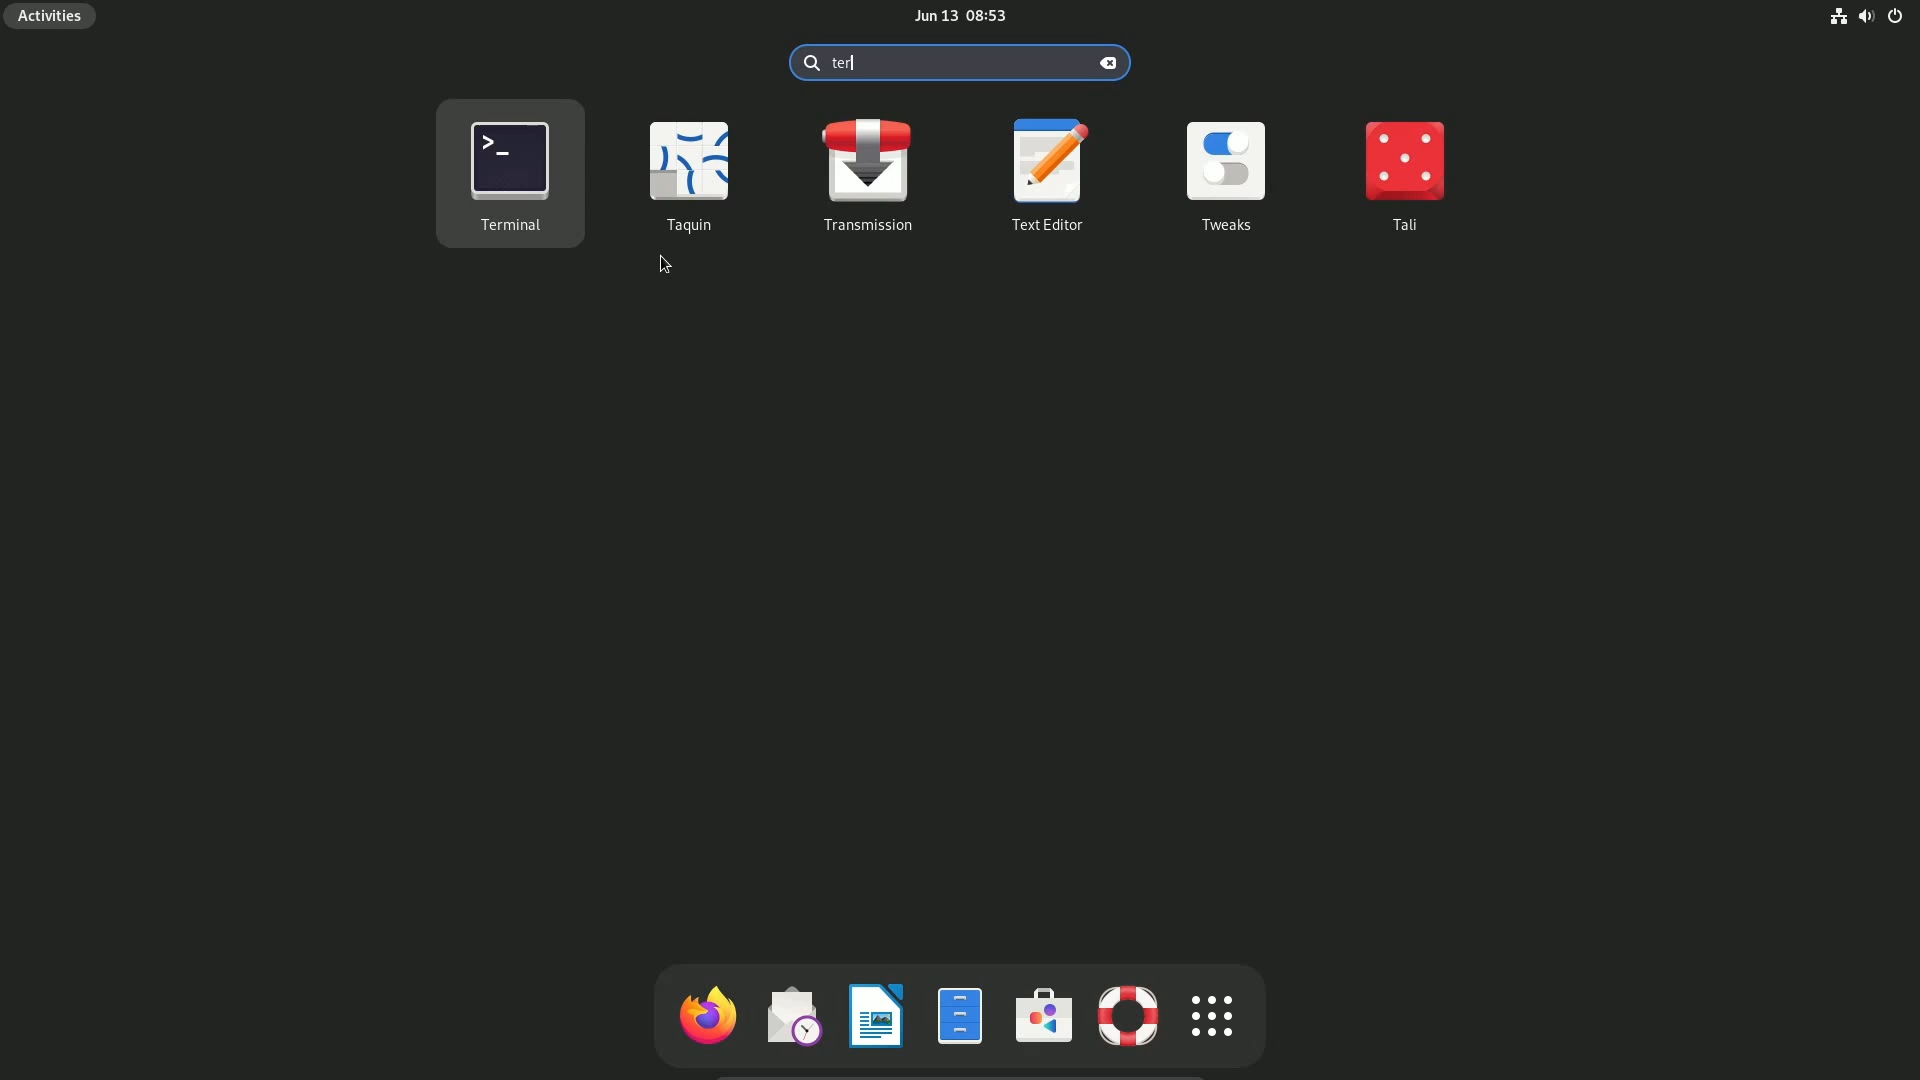 Activities
Jun 13 08:53
ter
>_
Terminal
Taquin
Transmission
Text Editor
Tweaks
Tali